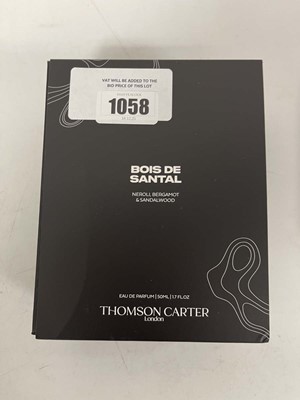 VAT WILL BE ADDED TO THE
BID PRICE OF THIS LOT
1058
BOIS DE
SANTAL
NEROLI, BERGAMOT
& SANDALWOOD
EAU DE PARFUM | 50ML | 1.7 FL.OZ
THOMSON CARTER
London